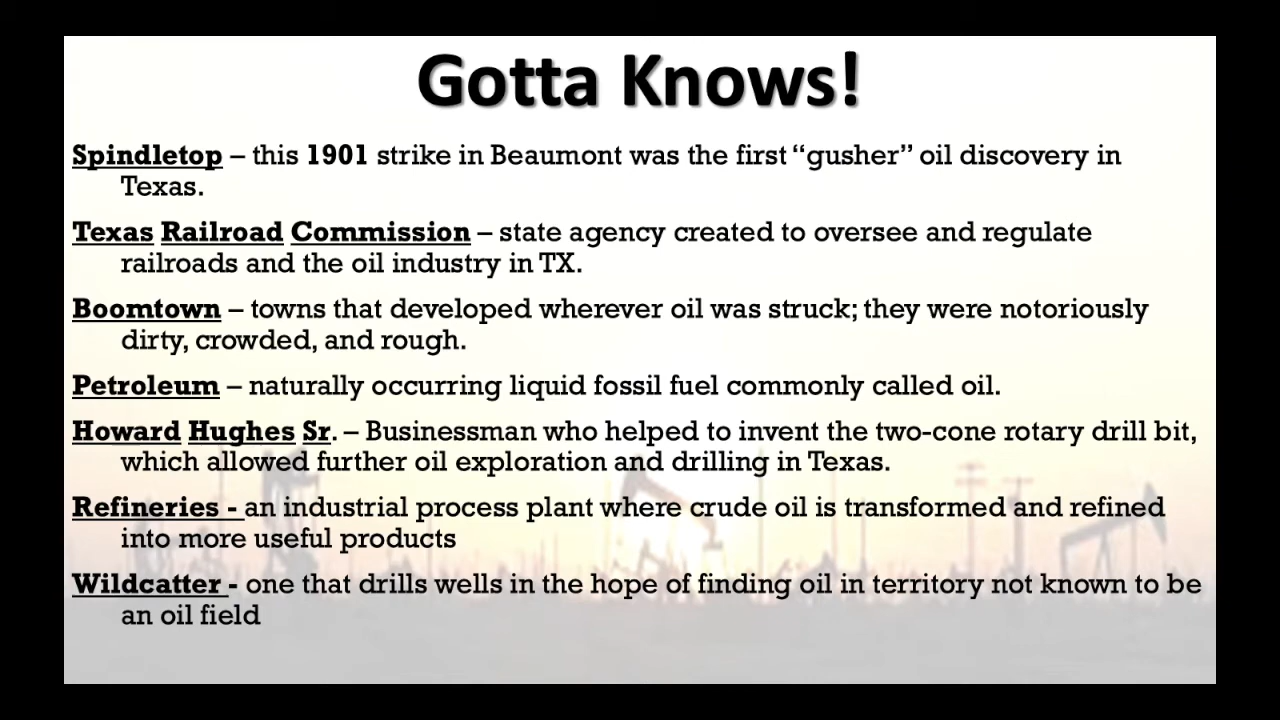 Gotta Knows!
Spindletop – this 1901 strike in Beaumont was the first “gusher” oil discovery in
Texas.
Texas Railroad Commission – state agency created to oversee and regulate
railroads and the oil industry in TX.
Boomtown – towns that developed wherever oil was struck; they were notoriously
dirty, crowded, and rough.
Petroleum – naturally occurring liquid fossil fuel commonly called oil.
Howard Hughes Sr. – Businessman who helped to invent the two-cone rotary drill bit,
which allowed further oil exploration and drilling in Texas.
Refineries - an industrial process plant where crude oil is transformed and refined
into more useful products
Wildcatter - one that drills wells in the hope of finding oil in territory not known to be
an oil field